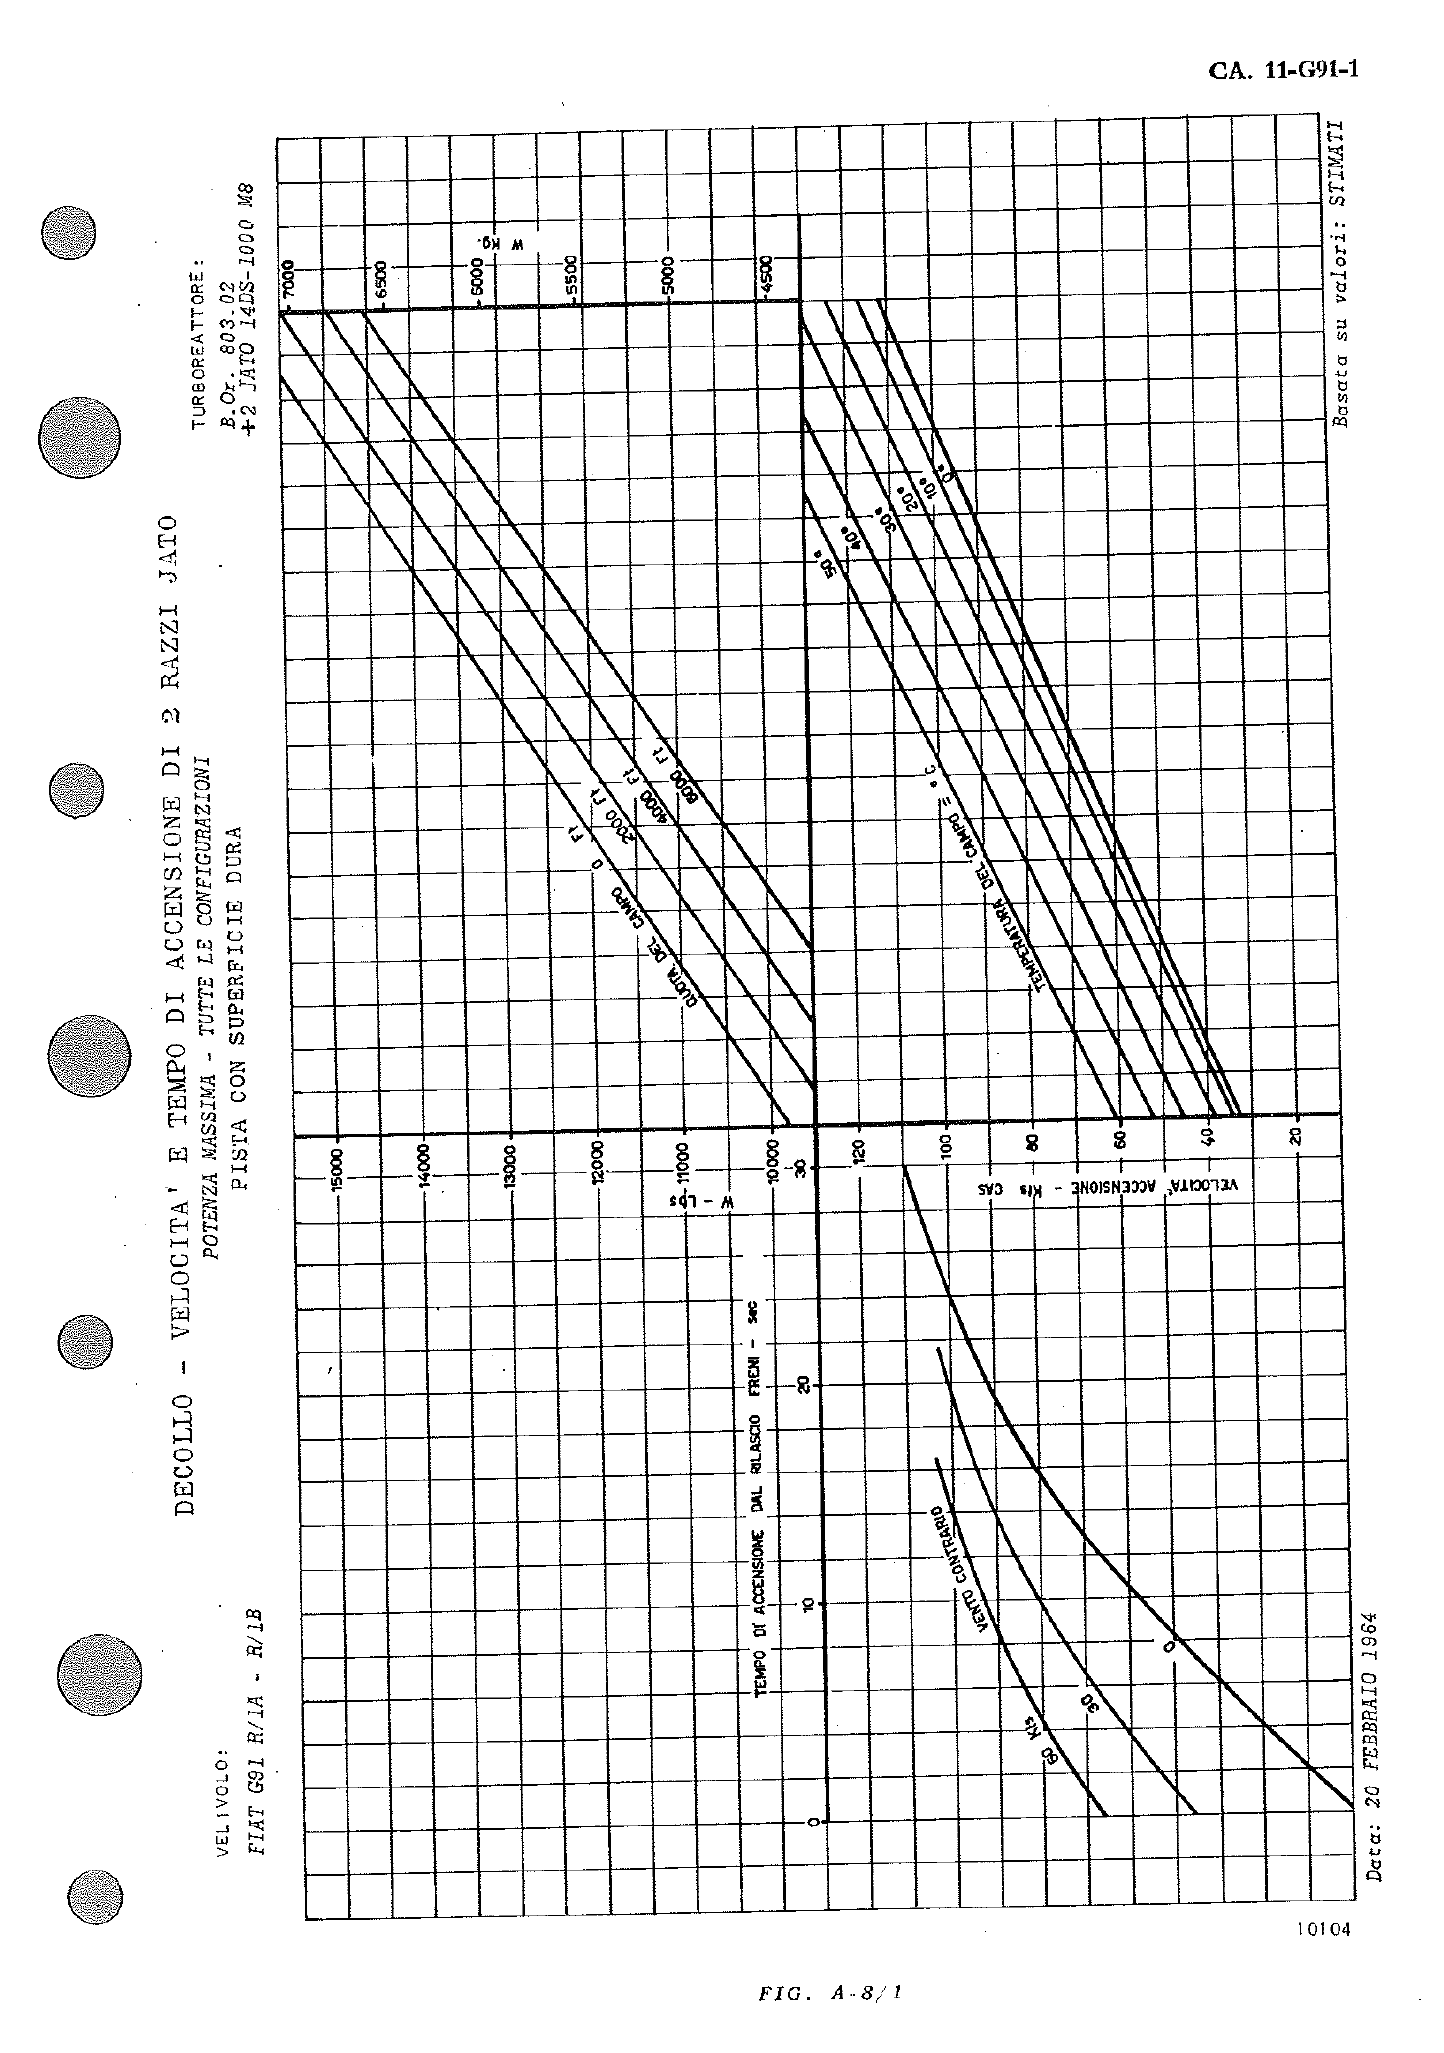 CA. 11-G91-1
DECOLLO - VELOCITA' E TEMPO DI ACCENSIONE DI 2 RAZZI JATO
POTENZA MASSIMA - TUTTE LE CONFIGURAZIONI
PISTA CON SUPERFICIE DURA
VELIVOLO:
FIAT G91 R/1A - R/1B
TURBOREATTORE:
B.Or. 803.02
+2 JATO 14DS-1000 M8
W Kg.
7000
6500
6000
5500
5000
4500
QUOTA DEL CAMPO
0 Ft
2000 Ft
4000 Ft
6000 Ft
15000
14000
13000
12000
11000
10000
W - Lbs
50°
40°
30°
20°
10°
0°
TEMPERATURA DEL CAMPO = °C
120
100
80
60
40
20
VELOCITA' ACCENSIONE - Kts CAS
TEMPO DI ACCENSIONE DAL RILASCIO FRENI - sec
0
10
20
30
VENTO CONTRARIO
60 Kts
30
0
Data: 20 FEBBRAIO 1964
Basata su valori: STIMATI
10104
FIG. A-8/1